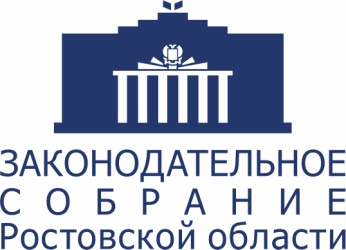 ЗАКОНОДАТЕЛЬНОЕ
СОБРАНИЕ
Ростовской области